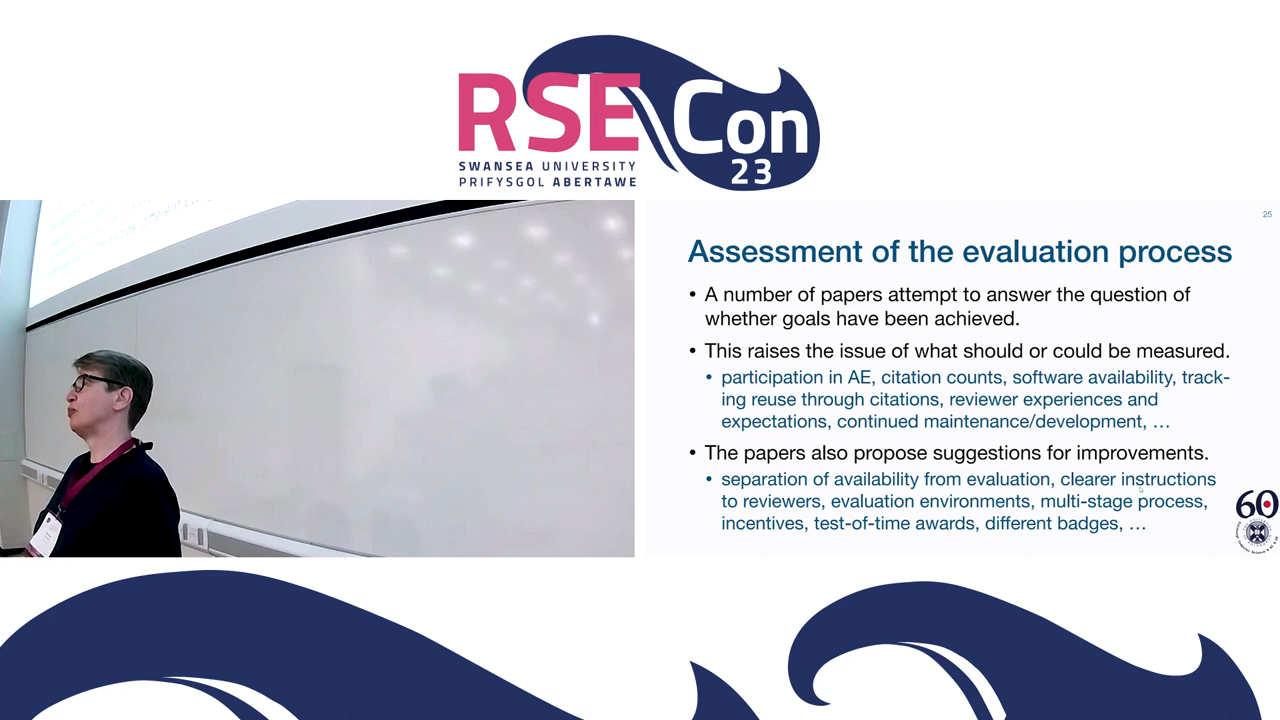 RSE Con
23
SWANSEA UNIVERSITY
PRIFYSGOL ABERTAWE
25
Assessment of the evaluation process
• A number of papers attempt to answer the question of
whether goals have been achieved.
• This raises the issue of what should or could be measured.
• participation in AE, citation counts, software availability, track-
ing reuse through citations, reviewer experiences and
expectations, continued maintenance/development, …
• The papers also propose suggestions for improvements.
• separation of availability from evaluation, clearer instructions
to reviewers, evaluation environments, multi-stage process,
incentives, test-of-time awards, different badges, …
60